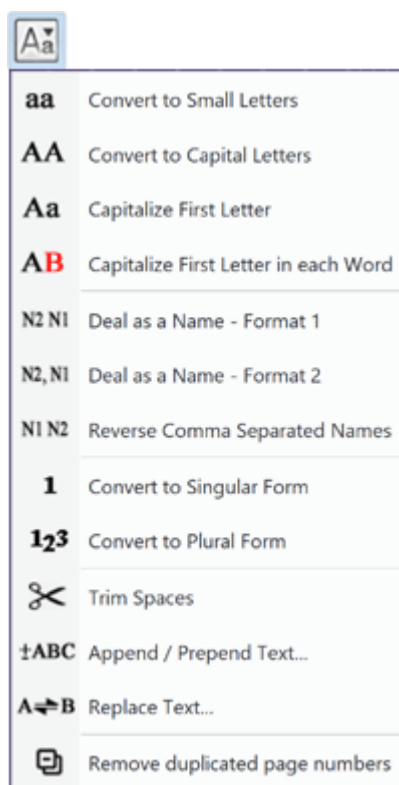 Aa
aa Convert to Small Letters
AA Convert to Capital Letters
Aa Capitalize First Letter
AB Capitalize First Letter in each Word
N2 N1 Deal as a Name - Format 1
N2, N1 Deal as a Name - Format 2
N1 N2 Reverse Comma Separated Names
1 Convert to Singular Form
123 Convert to Plural Form
Trim Spaces
±ABC Append / Prepend Text...
A⇌B Replace Text...
Remove duplicated page numbers